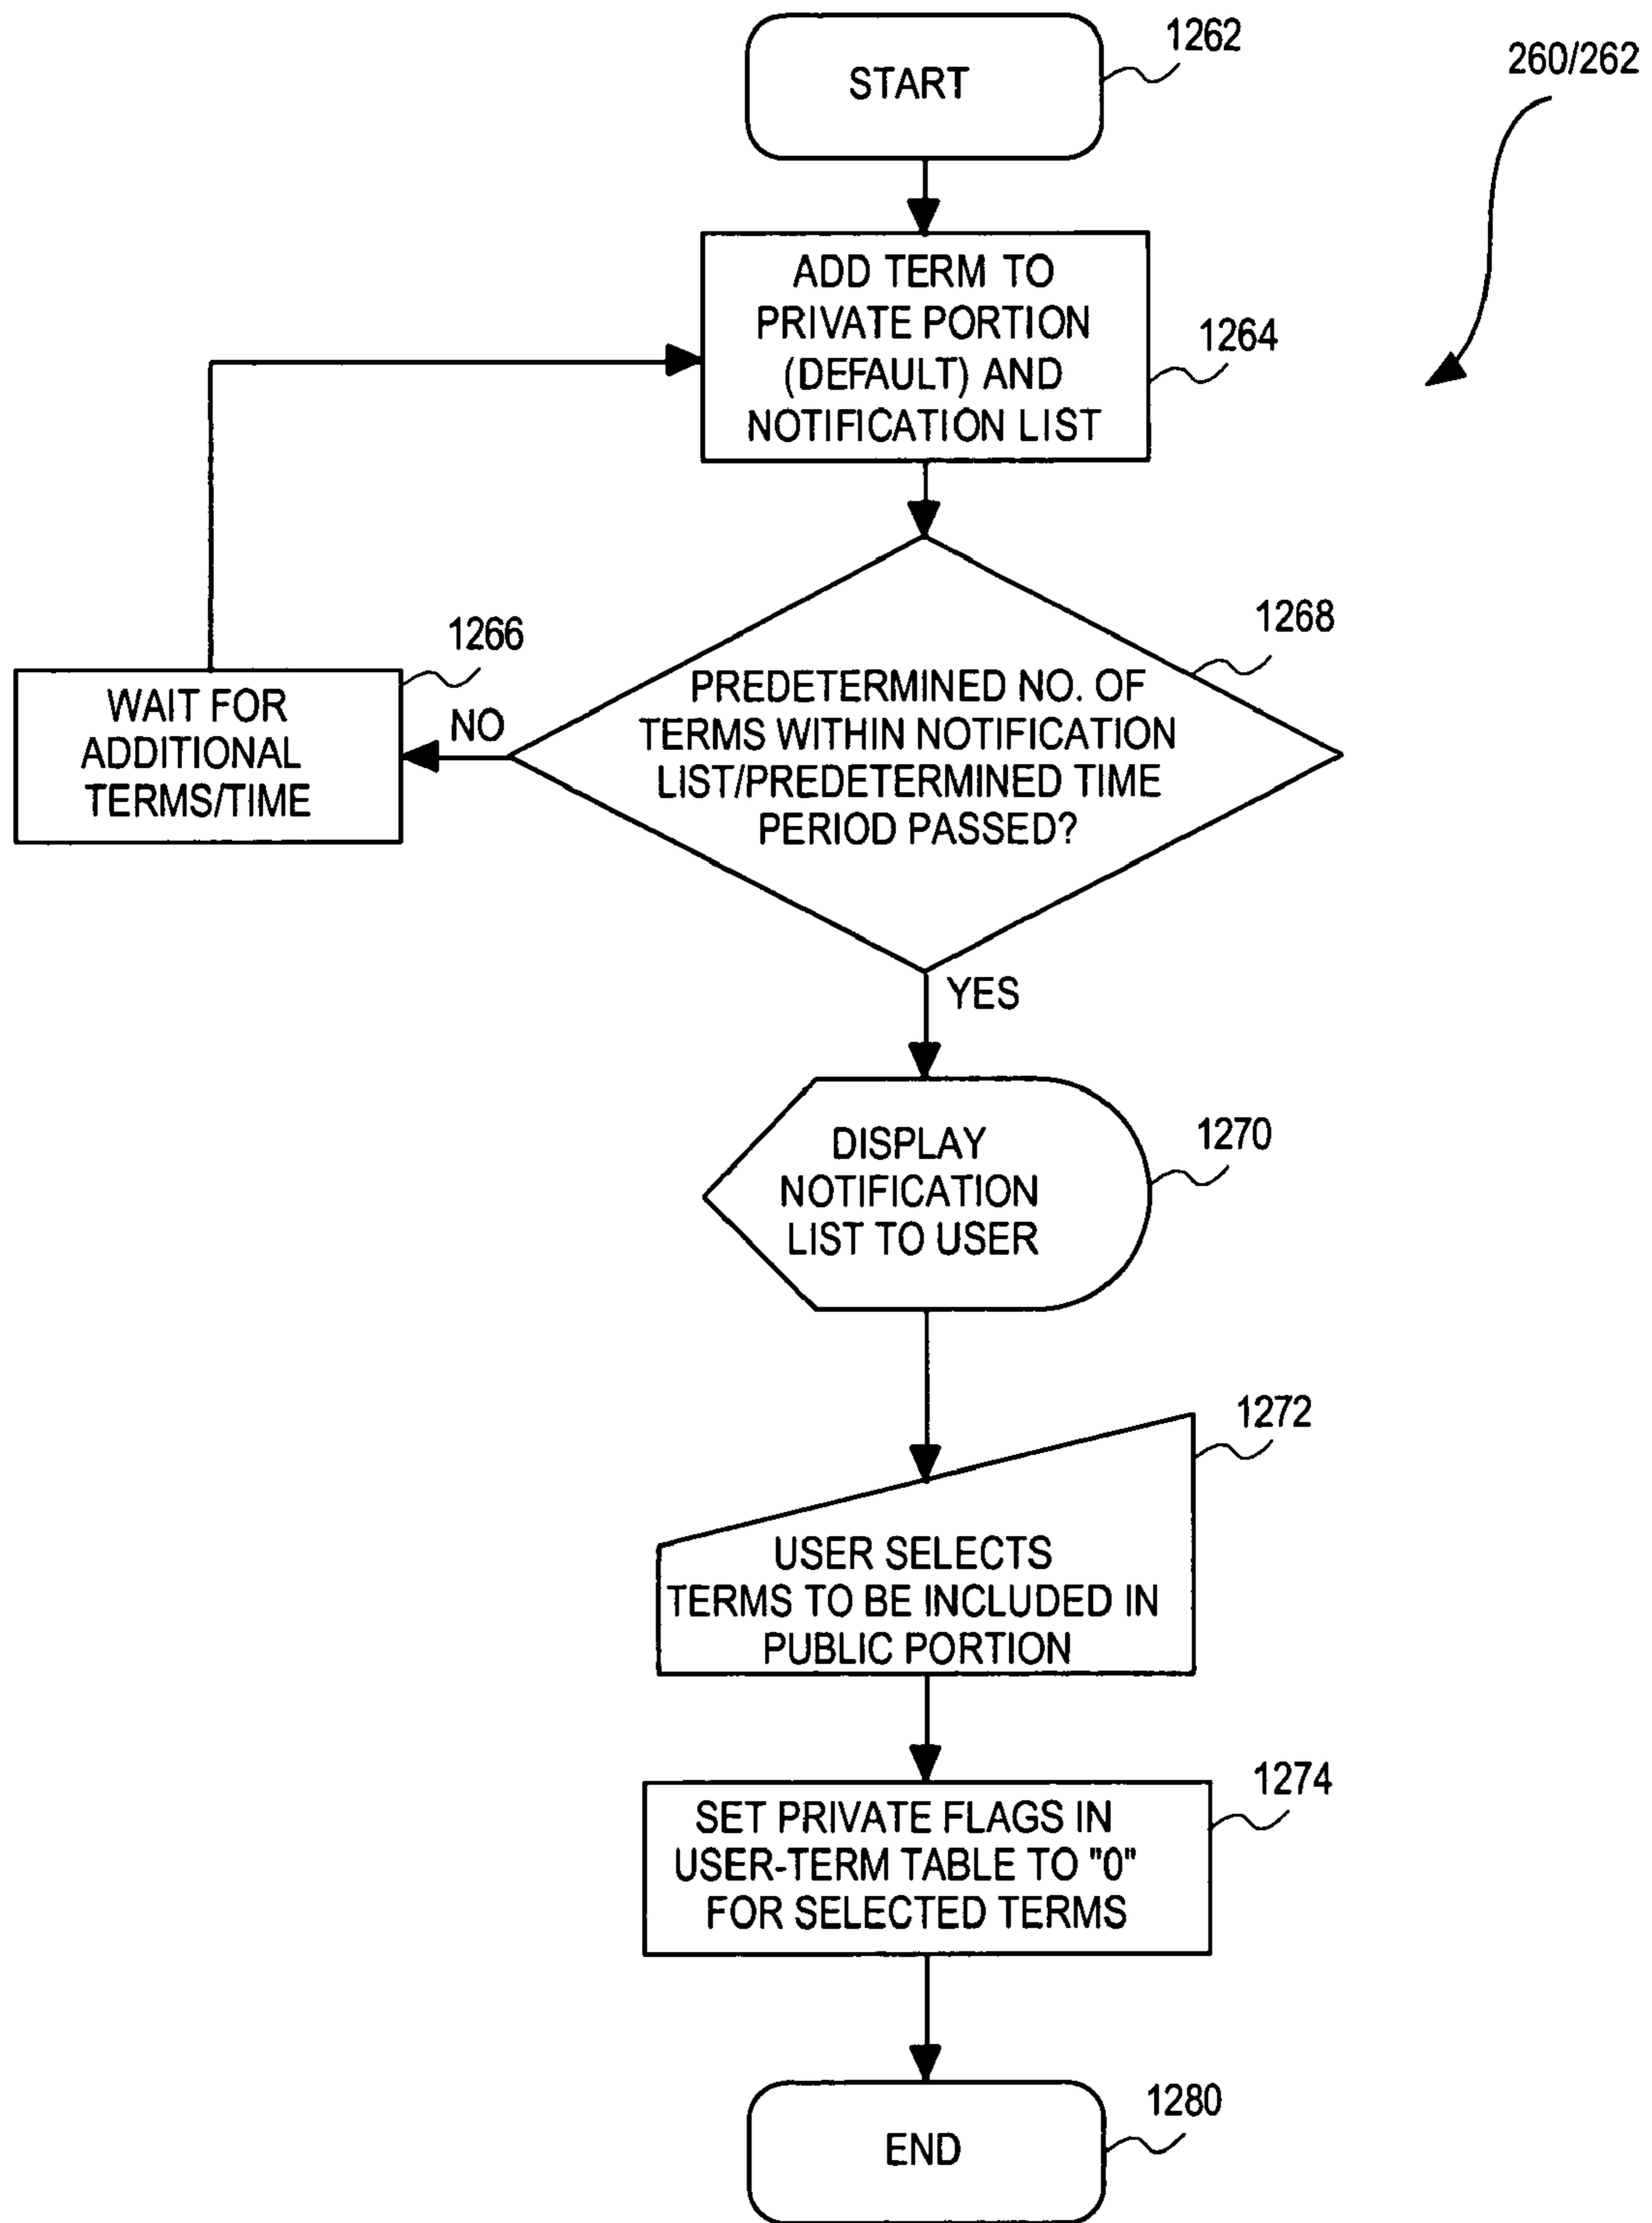 START
1262
260/262
ADD TERM TO
PRIVATE PORTION
(DEFAULT) AND
NOTIFICATION LIST
1264
1266
WAIT FOR
ADDITIONAL
TERMS/TIME
NO
1268
PREDETERMINED NO. OF
TERMS WITHIN NOTIFICATION
LIST/PREDETERMINED TIME
PERIOD PASSED?
YES
DISPLAY
NOTIFICATION
LIST TO USER
1270
1272
USER SELECTS
TERMS TO BE INCLUDED IN
PUBLIC PORTION
1274
SET PRIVATE FLAGS IN
USER-TERM TABLE TO "0"
FOR SELECTED TERMS
END
1280